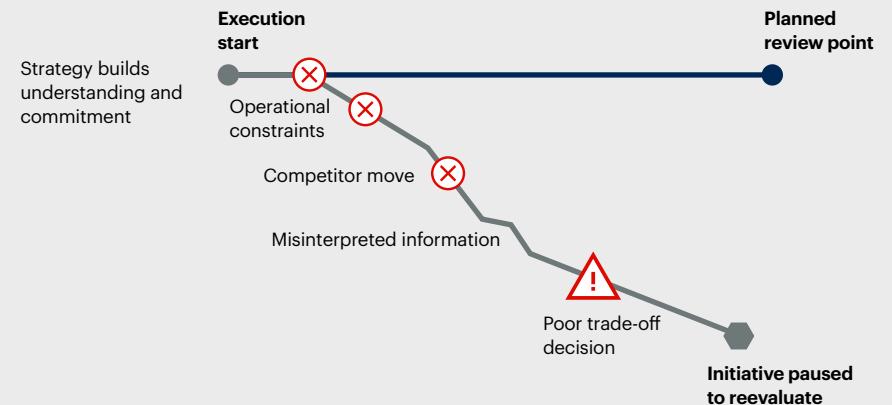 Execution
start
Planned
review point
Strategy builds
understanding and
commitment
Operational
constraints
Competitor move
Misinterpreted information
!
Poor trade-off
decision
Initiative paused
to reevaluate